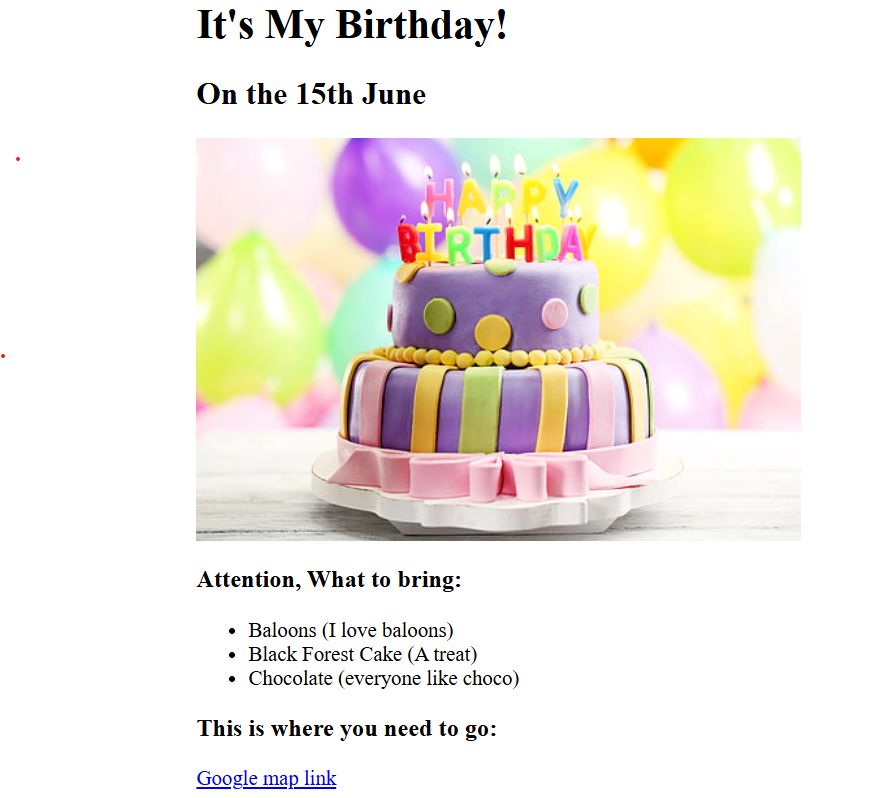 It's My Birthday!
On the 15th June
HAPPY
BIRTHDAY
Attention, What to bring:
Baloons (I love baloons)
Black Forest Cake (A treat)
Chocolate (everyone like choco)
This is where you need to go:
Google map link